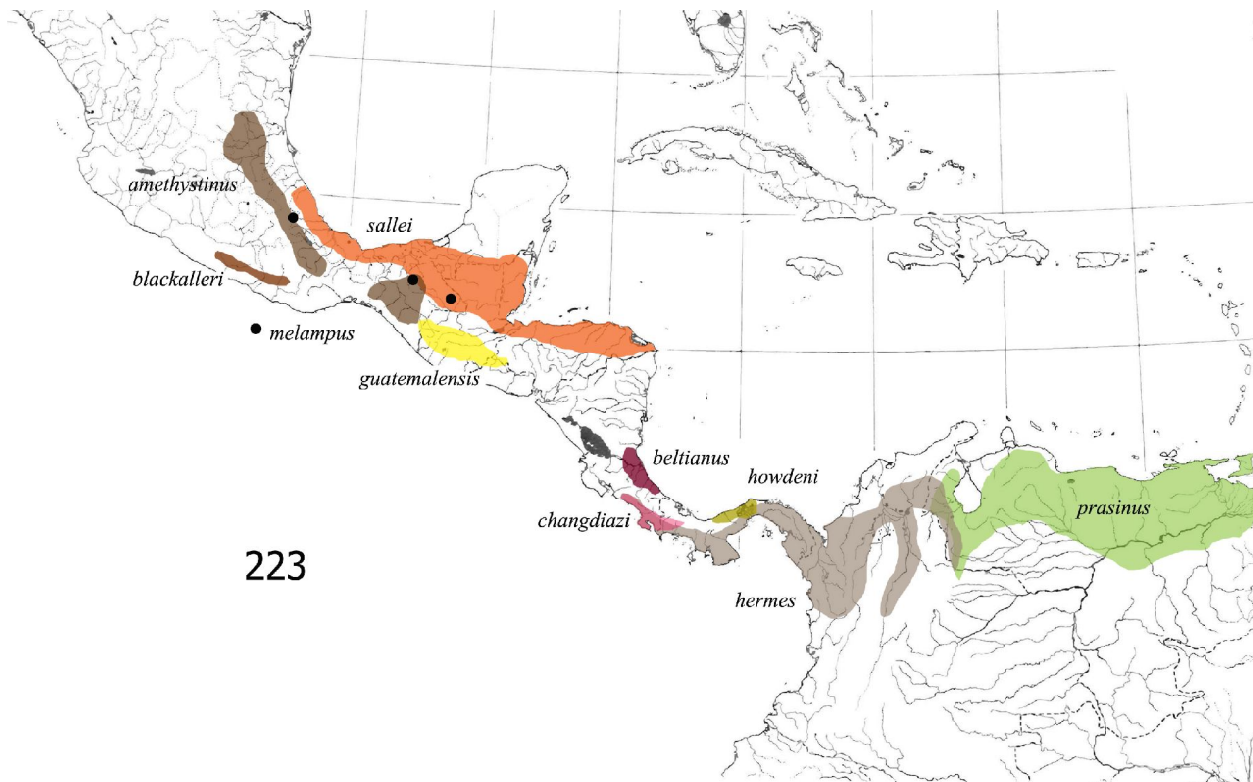 amethystinus
sallei
blackalleri
melampus
guatemalensis
beltianus
howdeni
changdiazi
prasinus
223
hermes